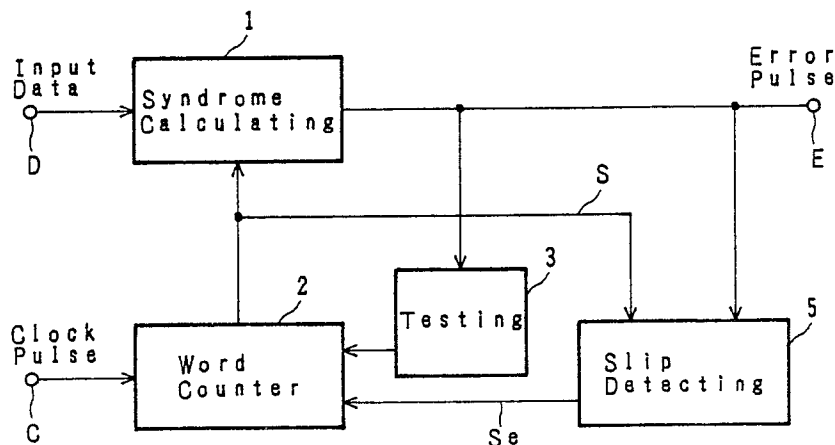 1
Input
Data
D
Syndrome
Calculating
Error
Pulse
E
S
2
3
Testing
5
Clock
Pulse
C
Word
Counter
Slip
Detecting
Se